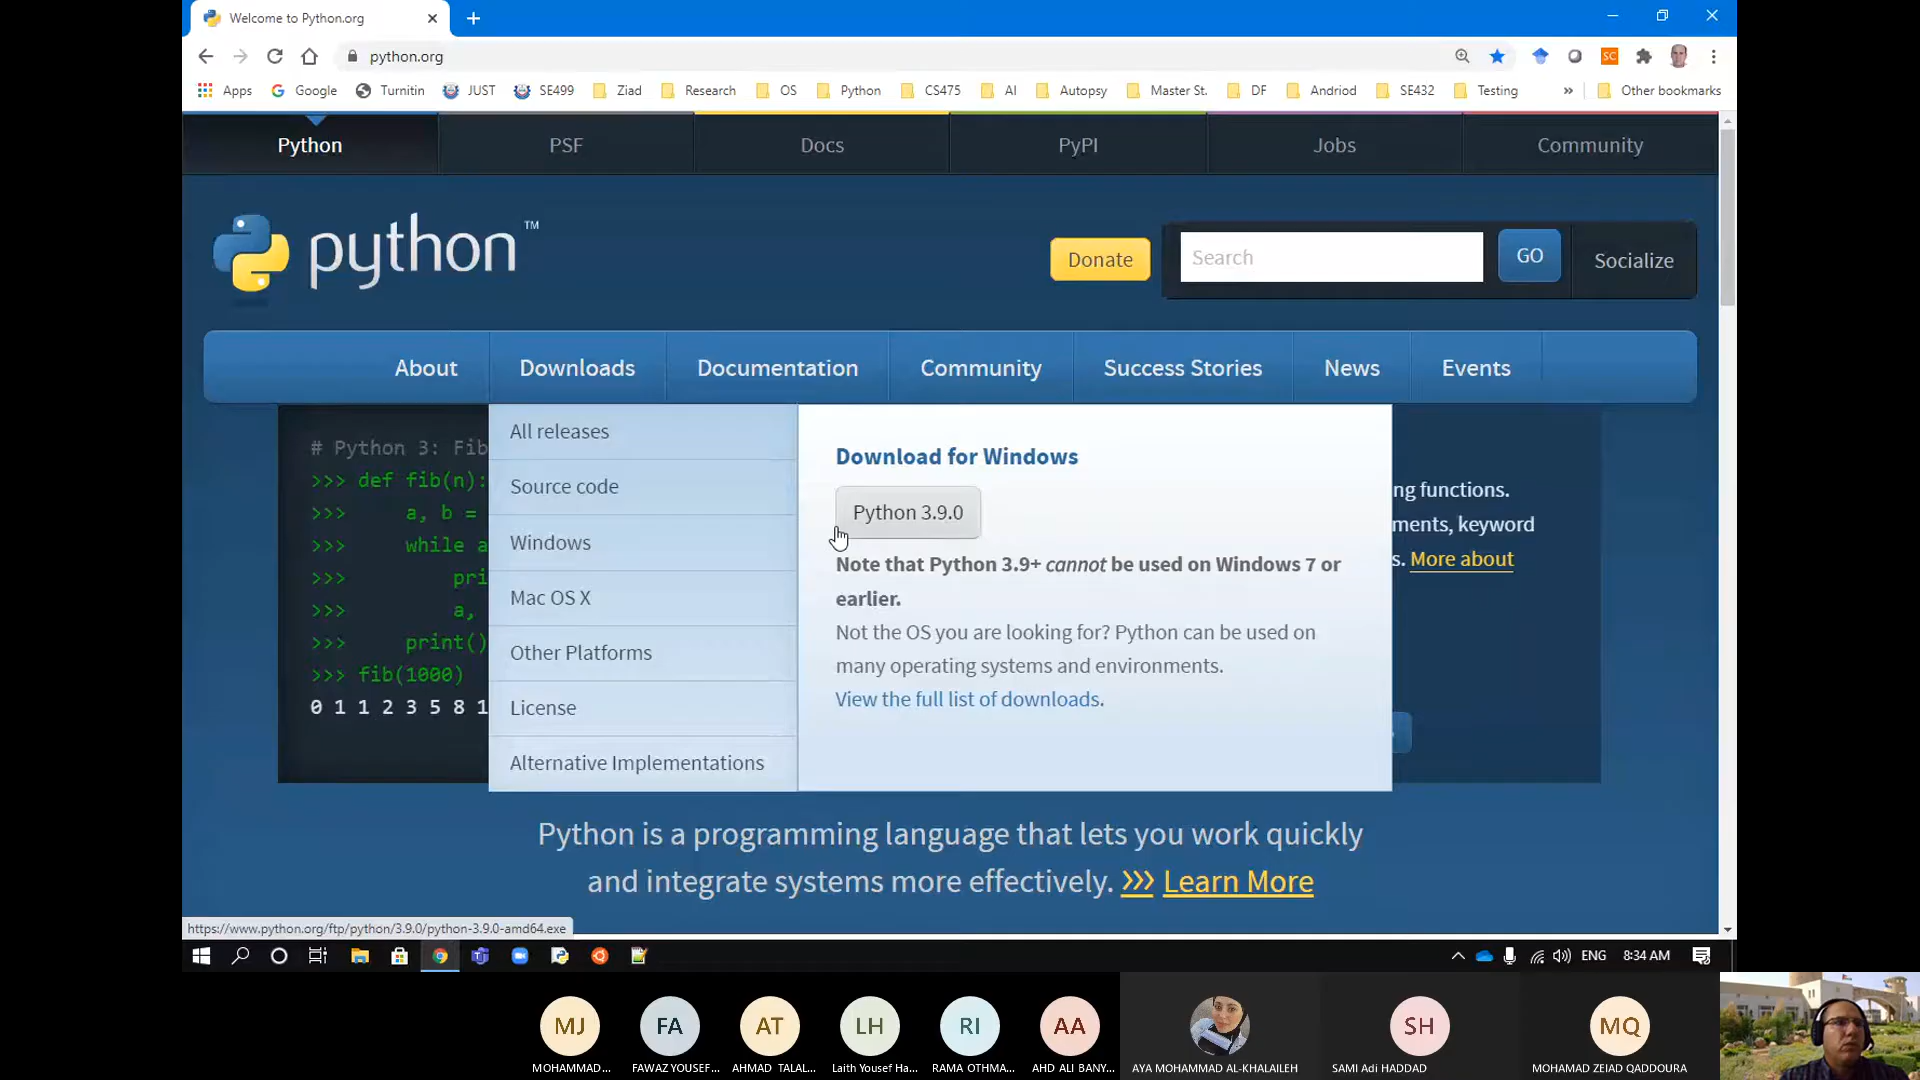 Welcome to Python.org
python.org
Apps Google Turnitin JUST SE499 Ziad Research OS Python CS475 AI Autopsy Master St. DF Andriod SE432 Testing » Other bookmarks
Python PSF Docs PyPI Jobs Community
python™
Donate
Search
GO
Socialize
About Downloads Documentation Community Success Stories News Events
# Python 3: Fib
>>> def fib(n):
>>> a, b =
>>> while a
>>> pri
>>> a,
>>> print()
>>> fib(1000)
0 1 1 2 3 5 8 1
All releases
Source code
Windows
Mac OS X
Other Platforms
License
Alternative Implementations
Download for Windows
Python 3.9.0
Note that Python 3.9+ cannot be used on Windows 7 or
earlier.
Not the OS you are looking for? Python can be used on
many operating systems and environments.
View the full list of downloads.
ng functions.
ments, keyword
s. More about
Python is a programming language that lets you work quickly
and integrate systems more effectively. >>> Learn More
https://www.python.org/ftp/python/3.9.0/python-3.9.0-amd64.exe
ENG 8:34 AM
MJ FA AT LH RI AA SH MQ
MOHAMMAD... FAWAZ YOUSEF... AHMAD TALAL... Laith Yousef Ha... RAMA OTHMA... AHD ALI BANY... AYA MOHAMMAD AL-KHALAILEH SAMI Adi HADDAD MOHAMAD ZEIAD QADDOURA